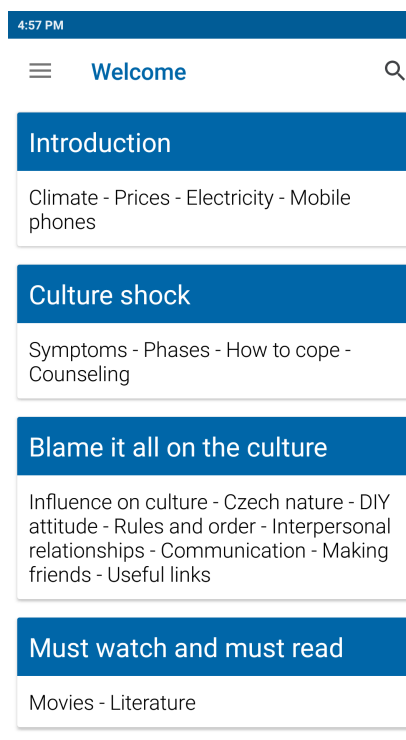 4:57 PM
Welcome
Introduction
Climate - Prices - Electricity - Mobile
phones
Culture shock
Symptoms - Phases - How to cope -
Counseling
Blame it all on the culture
Influence on culture - Czech nature - DIY
attitude - Rules and order - Interpersonal
relationships - Communication - Making
friends - Useful links
Must watch and must read
Movies - Literature